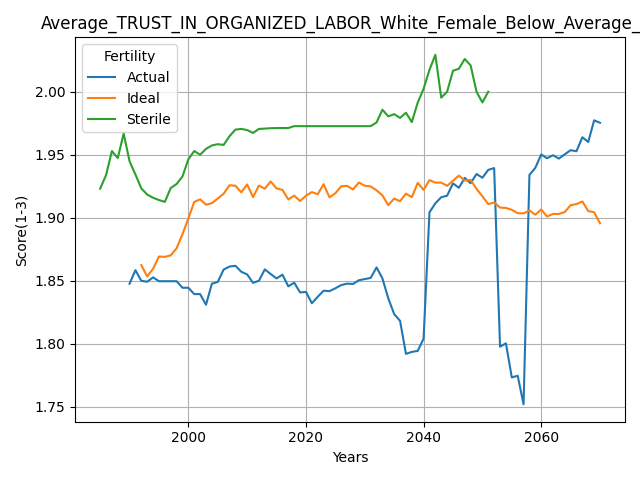 Average_TRUST_IN_ORGANIZED_LABOR_White_Female_Below_Average_
Fertility
Actual
Ideal
Sterile
2.00
1.95
1.90
1.85
1.80
1.75
Score(1-3)
2000 2020 2040 2060
Years